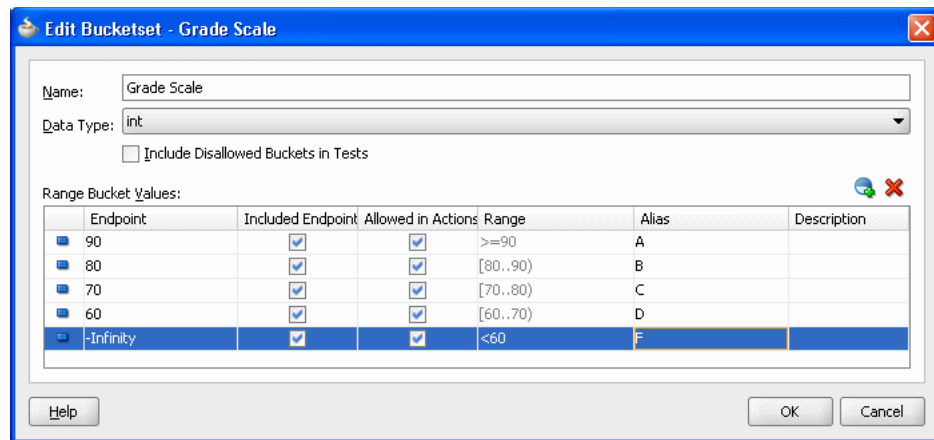 Edit Bucketset - Grade Scale
Name: Grade Scale
Data Type: int
Include Disallowed Buckets in Tests
Range Bucket Values:
Endpoint Included Endpoint Allowed in Actions Range Alias Description
90 >=90 A
80 [80..90) B
70 [70..80) C
60 [60..70) D
-Infinity <60 F
Help OK Cancel